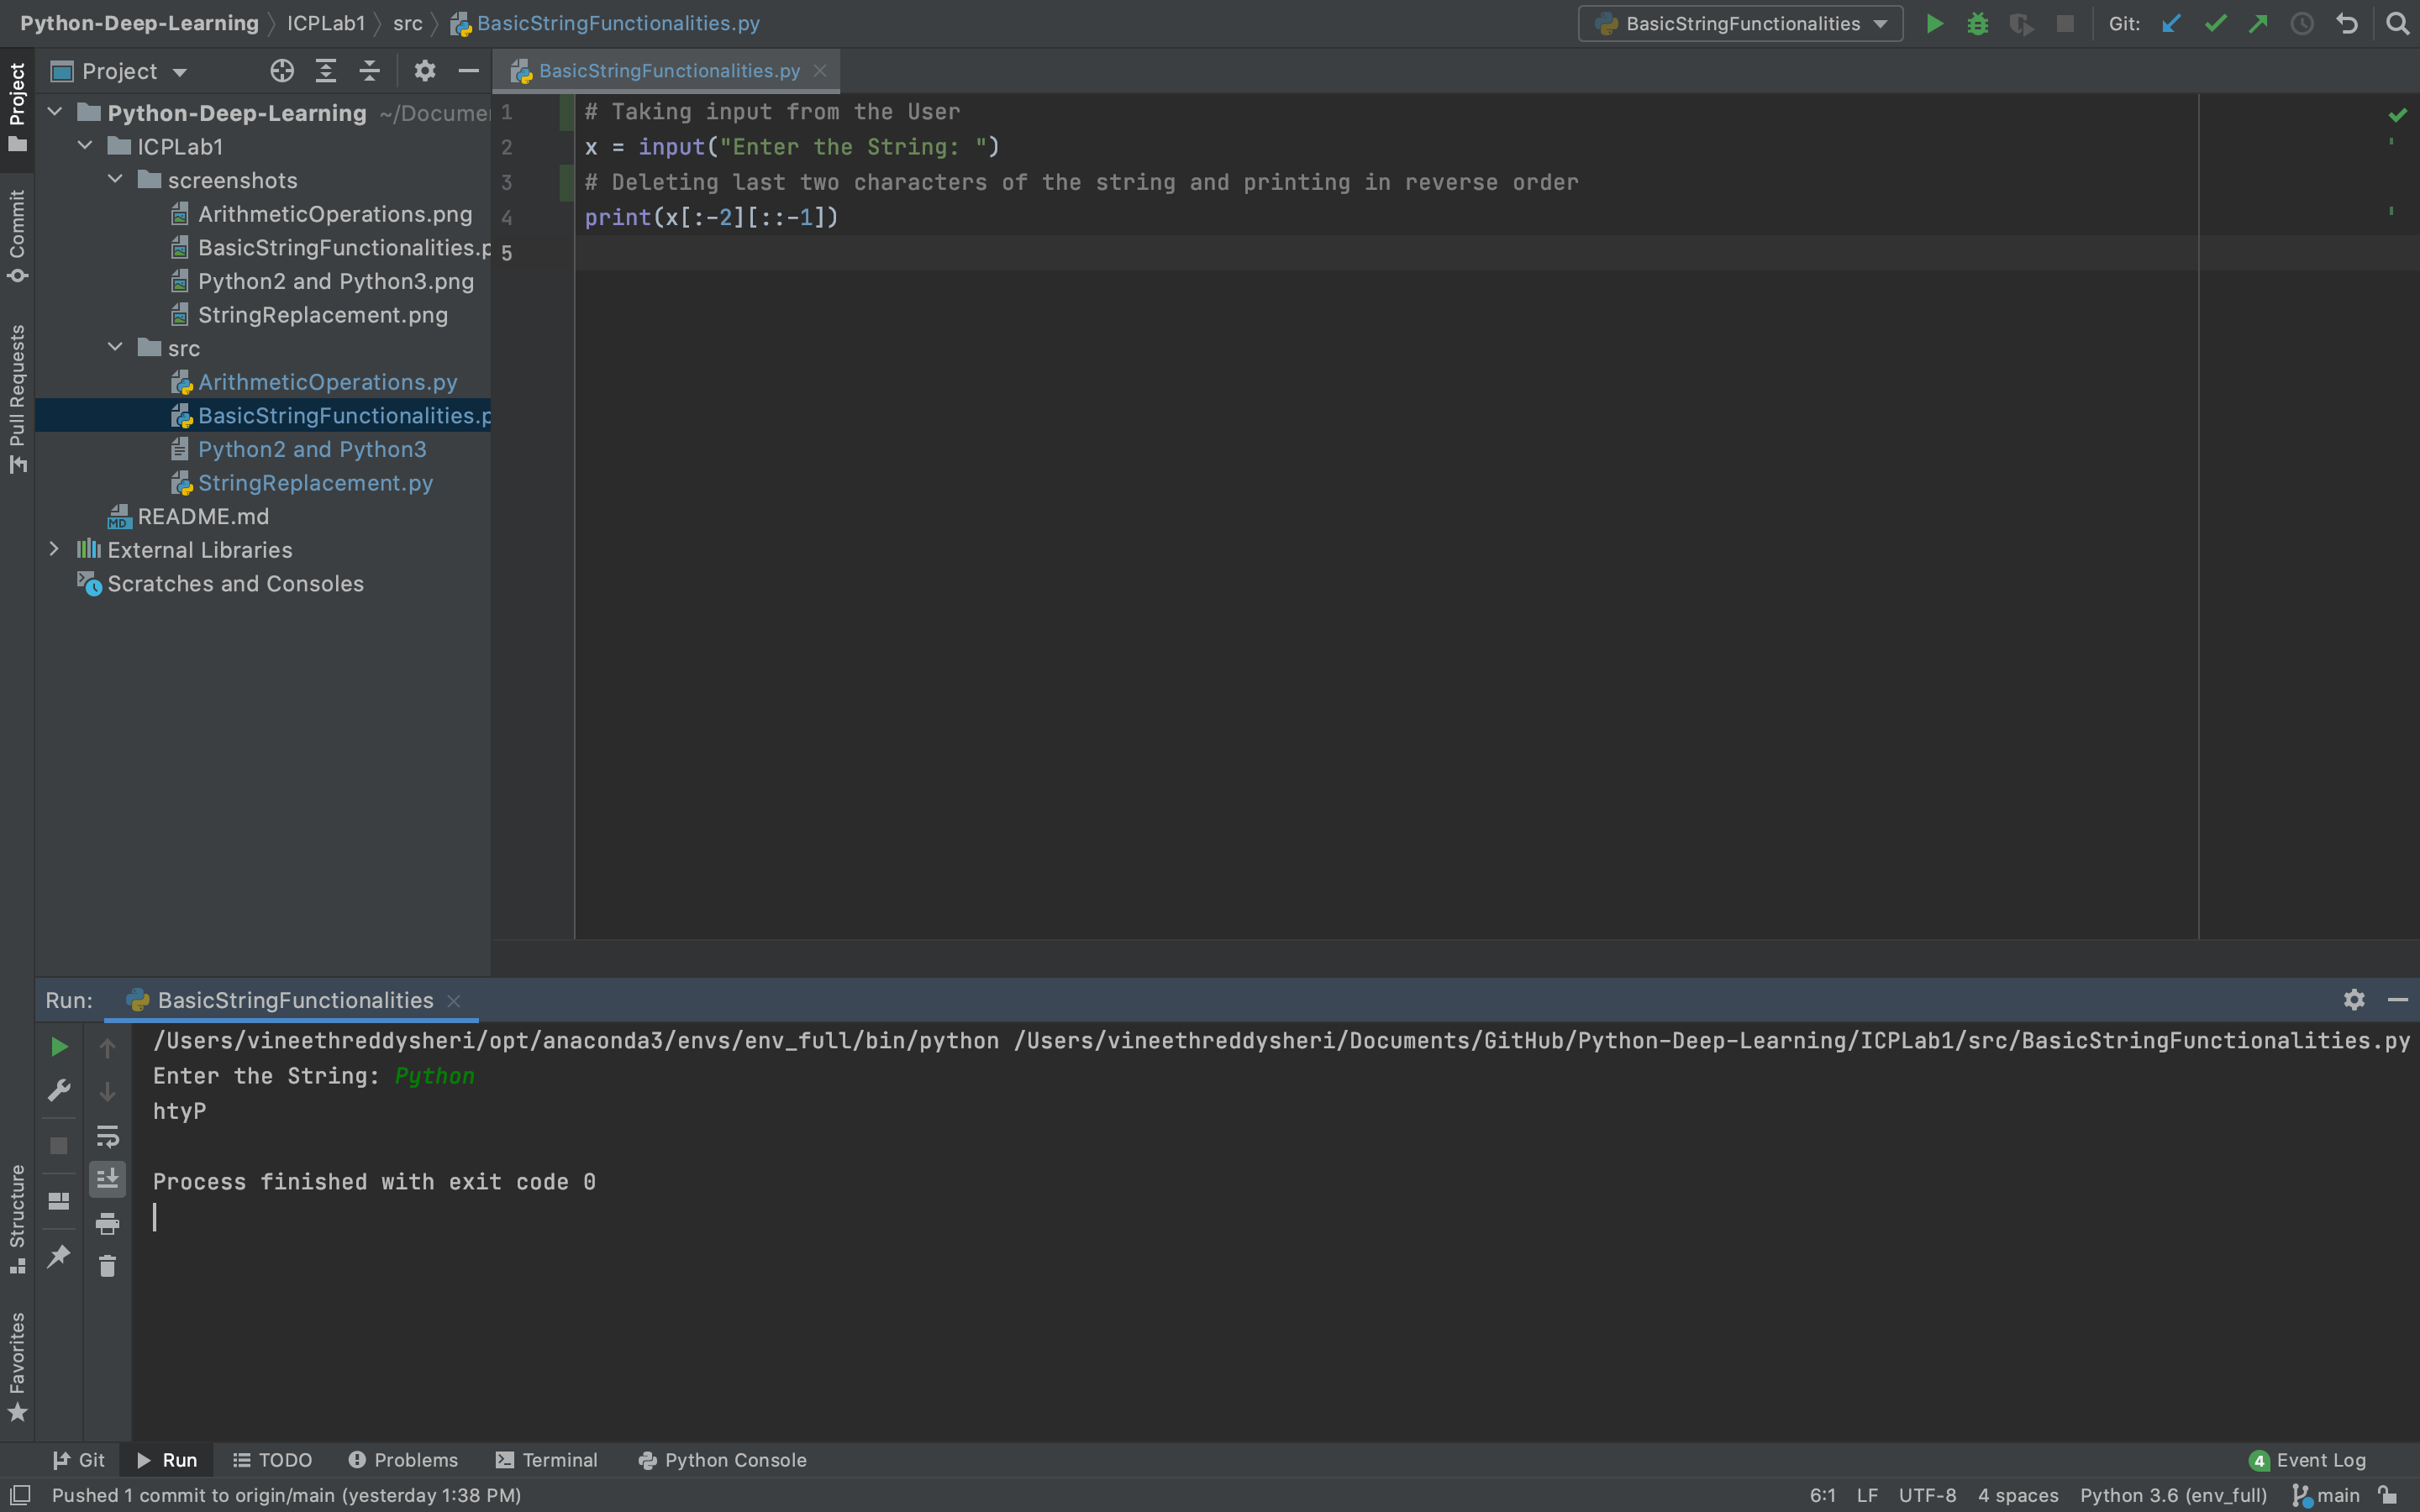 Python-Deep-Learning ICPLab1 src BasicStringFunctionalities.py
BasicStringFunctionalities
Git:
Project
Commit
Pull Requests
Project
Python-Deep-Learning ~/Docume
ICPLab1
screenshots
ArithmeticOperations.png
BasicStringFunctionalities.p
Python2 and Python3.png
StringReplacement.png
src
ArithmeticOperations.py
BasicStringFunctionalities.p
Python2 and Python3
StringReplacement.py
MD README.md
External Libraries
Scratches and Consoles
BasicStringFunctionalities.py
1 # Taking input from the User
2 x = input("Enter the String: ")
3 # Deleting last two characters of the string and printing in reverse order
4 print(x[:-2][::-1])
5
Run: BasicStringFunctionalities
/Users/vineethreddysheri/opt/anaconda3/envs/env_full/bin/python /Users/vineethreddysheri/Documents/GitHub/Python-Deep-Learning/ICPLab1/src/BasicStringFunctionalities.py
Enter the String: Python
htyP
Process finished with exit code 0
Structure
Favorites
Git Run TODO Problems Terminal Python Console 4 Event Log
Pushed 1 commit to origin/main (yesterday 1:38 PM) 6:1 LF UTF-8 4 spaces Python 3.6 (env_full) main